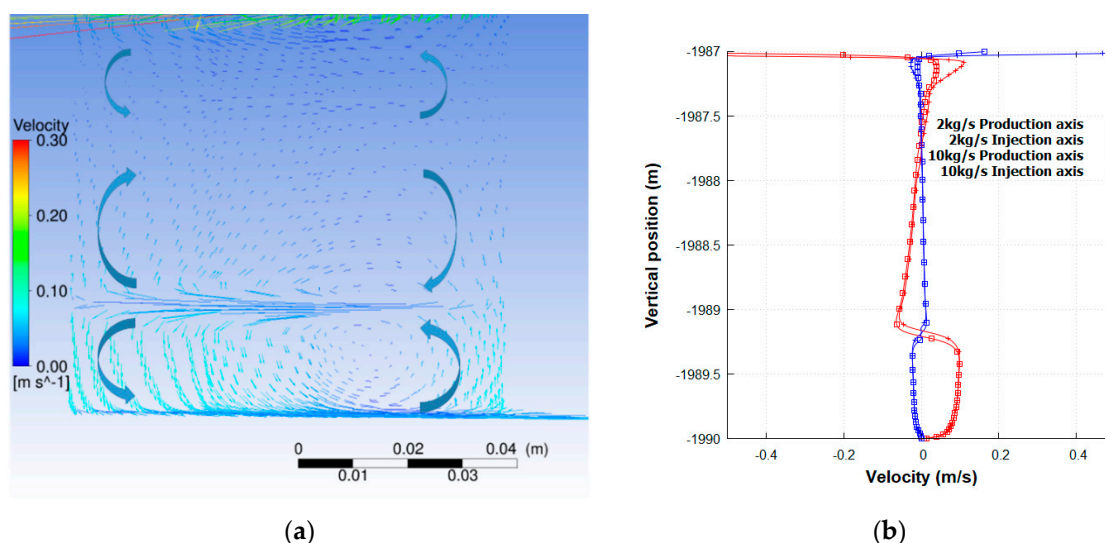 Velocity
0.30
0.20
0.10
0.00
[m s^-1]
0 0.02 0.04 (m)
0.01 0.03
(a)
-1987
-1987.5
-1988
-1988.5
-1989
-1989.5
-1990
Vertical position (m)
2kg/s Production axis
2kg/s Injection axis
10kg/s Production axis
10kg/s Injection axis
-0.4 -0.2 0 0.2 0.4
Velocity (m/s)
(b)